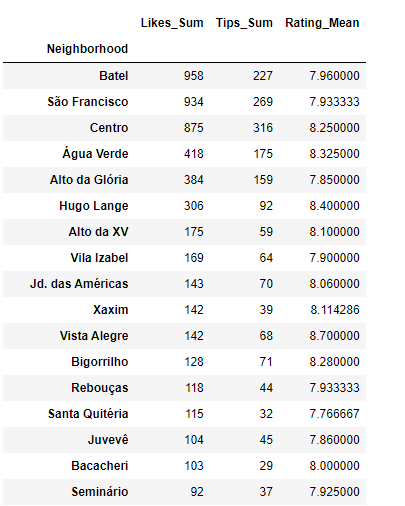 Likes_Sum Tips_Sum Rating_Mean
Neighborhood
Batel 958 227 7.960000
São Francisco 934 269 7.933333
Centro 875 316 8.250000
Água Verde 418 175 8.325000
Alto da Glória 384 159 7.850000
Hugo Lange 306 92 8.400000
Alto da XV 175 59 8.100000
Vila Izabel 169 64 7.900000
Jd. das Américas 143 70 8.060000
Xaxim 142 39 8.114286
Vista Alegre 142 68 8.700000
Bigorrilho 128 71 8.280000
Rebouças 118 44 7.933333
Santa Quitéria 115 32 7.766667
Juvevê 104 45 7.860000
Bacacheri 103 29 8.000000
Seminário 92 37 7.925000